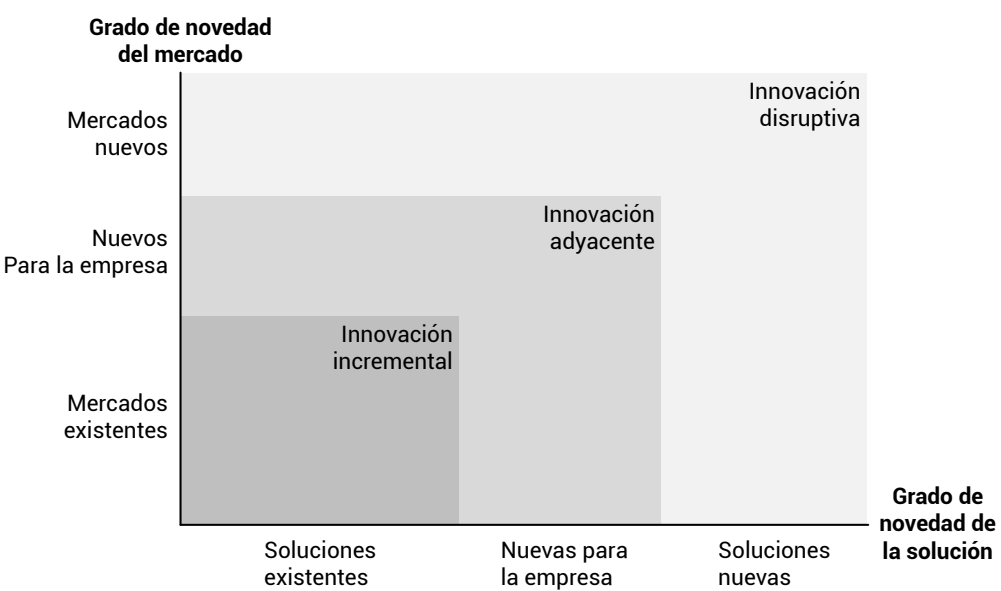 Grado de novedad
del mercado
Innovación
disruptiva
Mercados
nuevos
Innovación
adyacente
Nuevos
Para la empresa
Innovación
incremental
Mercados
existentes
Grado de
novedad de
la solución
Soluciones
existentes
Nuevas para
la empresa
Soluciones
nuevas